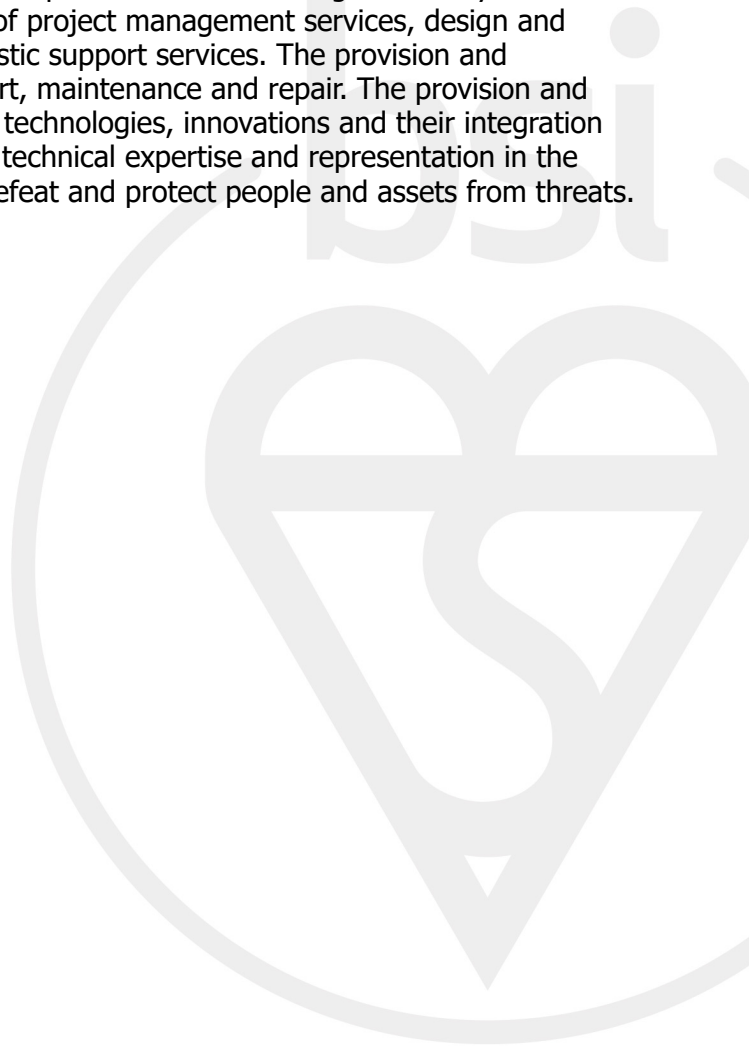 of project management services, design and
stic support services. The provision and
rt, maintenance and repair. The provision and
technologies, innovations and their integration
technical expertise and representation in the
efeat and protect people and assets from threats.
bsi